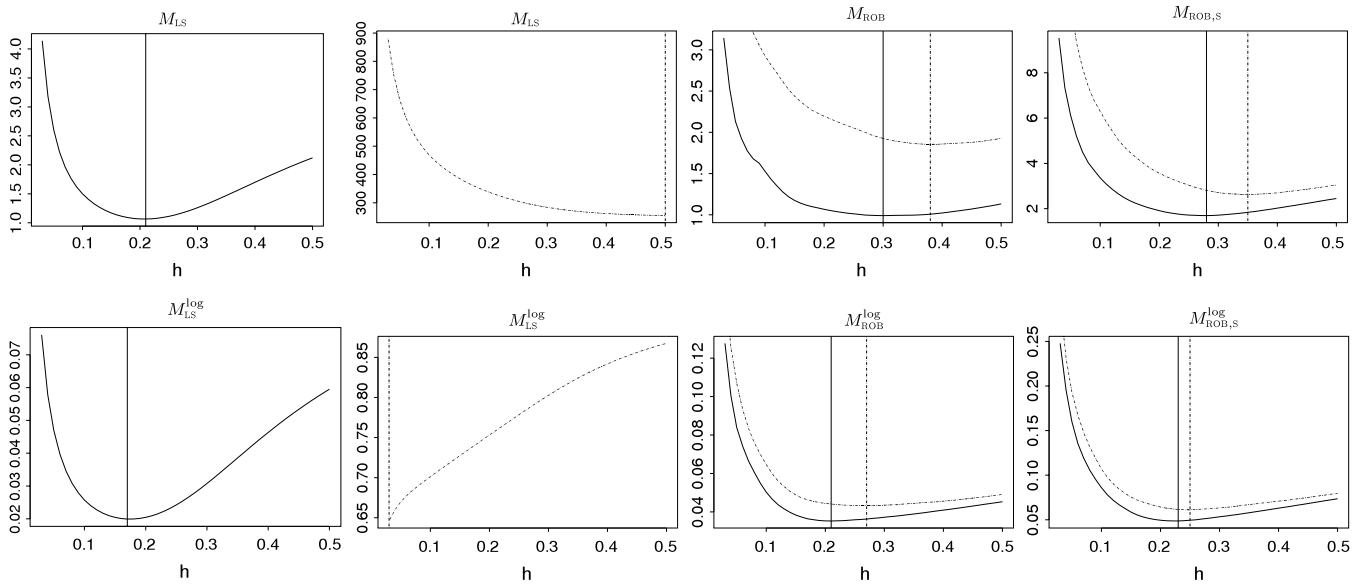 M_LS
4.0
3.5
3.0
2.5
2.0
1.5
1.0
0.1 0.2 0.3 0.4 0.5
h
M_LS
900
800
700
600
500
400
300
0.1 0.2 0.3 0.4 0.5
h
M_ROB
3.0
2.5
2.0
1.5
1.0
0.1 0.2 0.3 0.4 0.5
h
M_ROB,S
8
6
4
2
0.1 0.2 0.3 0.4 0.5
h
M_LS^log
0.07
0.06
0.05
0.04
0.03
0.02
0.1 0.2 0.3 0.4 0.5
h
M_LS^log
0.85
0.80
0.75
0.70
0.65
0.1 0.2 0.3 0.4 0.5
h
M_ROB^log
0.12
0.10
0.08
0.06
0.04
0.1 0.2 0.3 0.4 0.5
h
M_ROB,S^log
0.25
0.20
0.15
0.10
0.05
0.1 0.2 0.3 0.4 0.5
h